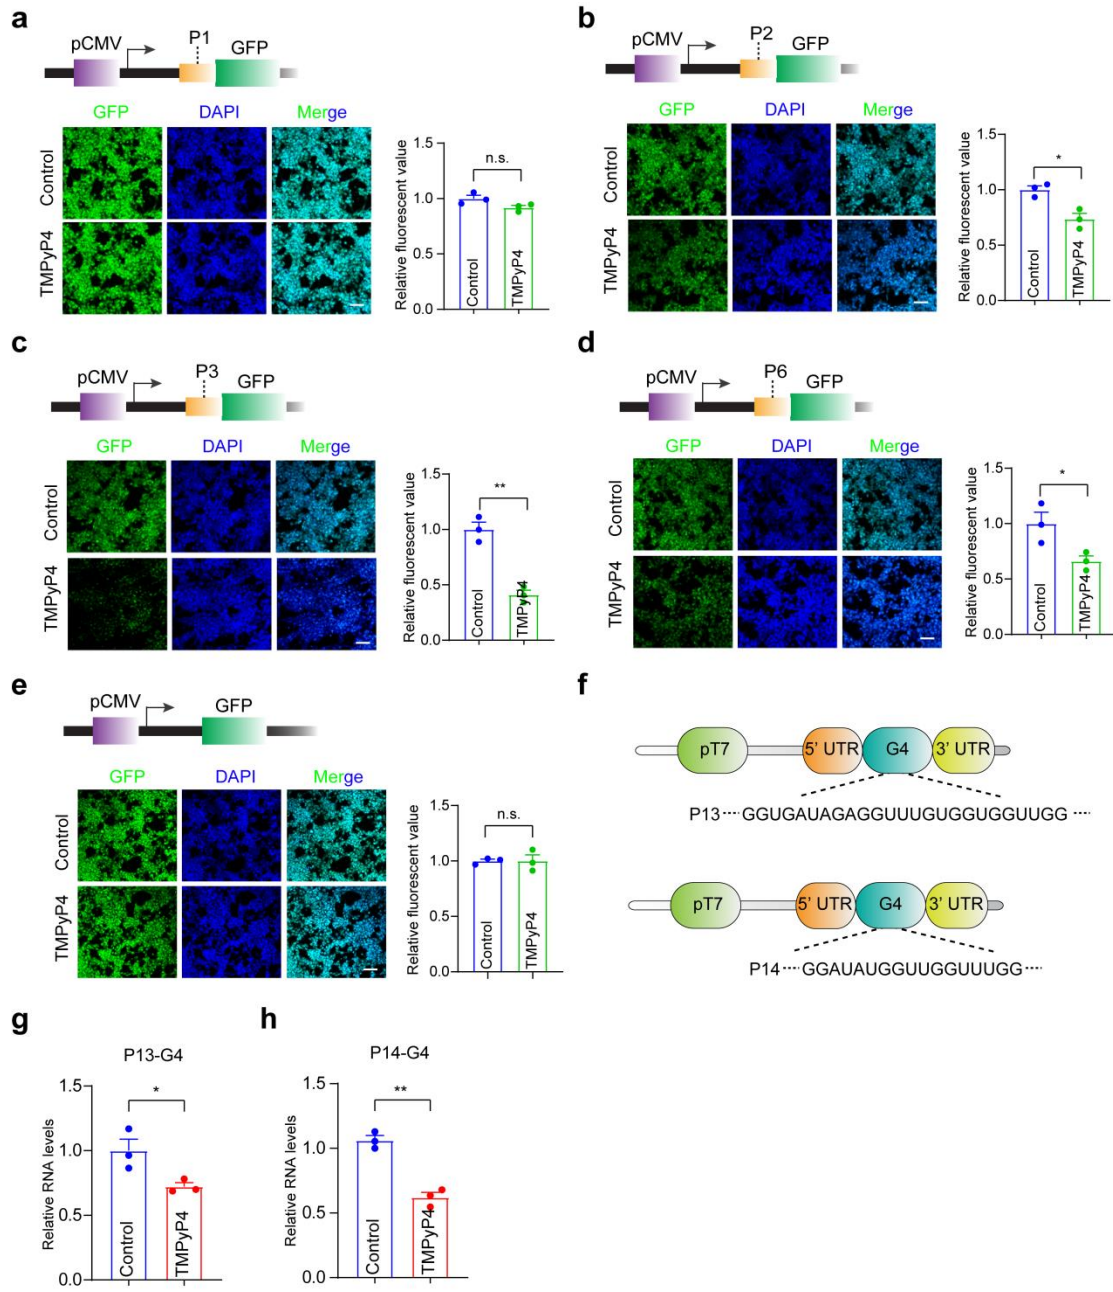 a
pCMV P1 GFP
GFP DAPI Merge
Control
TMPyP4
Relative fluorescent value
1.5
1.0
0.5
0.0
n.s.
Control
TMPyP4
b
pCMV P2 GFP
GFP DAPI Merge
Control
TMPyP4
Relative fluorescent value
1.5
1.0
0.5
0.0
*
Control
TMPyP4
c
pCMV P3 GFP
GFP DAPI Merge
Control
TMPyP4
Relative fluorescent value
1.5
1.0
0.5
0.0
**
Control
TMPyP4
d
pCMV P6 GFP
GFP DAPI Merge
Control
TMPyP4
Relative fluorescent value
1.5
1.0
0.5
0.0
*
Control
TMPyP4
e
pCMV GFP
GFP DAPI Merge
Control
TMPyP4
Relative fluorescent value
1.5
1.0
0.5
0.0
n.s.
Control
TMPyP4
f
pT7 5' UTR G4 3' UTR
P13 GGUGAUAGAGGUUUGUGGUGGUUGG
pT7 5' UTR G4 3' UTR
P14 GGAUAUGGUUGGUUUGG
g
P13-G4
Relative RNA levels
1.5
1.0
0.5
0.0
*
Control
TMPyP4
h
P14-G4
Relative RNA levels
1.5
1.0
0.5
0.0
**
Control
TMPyP4